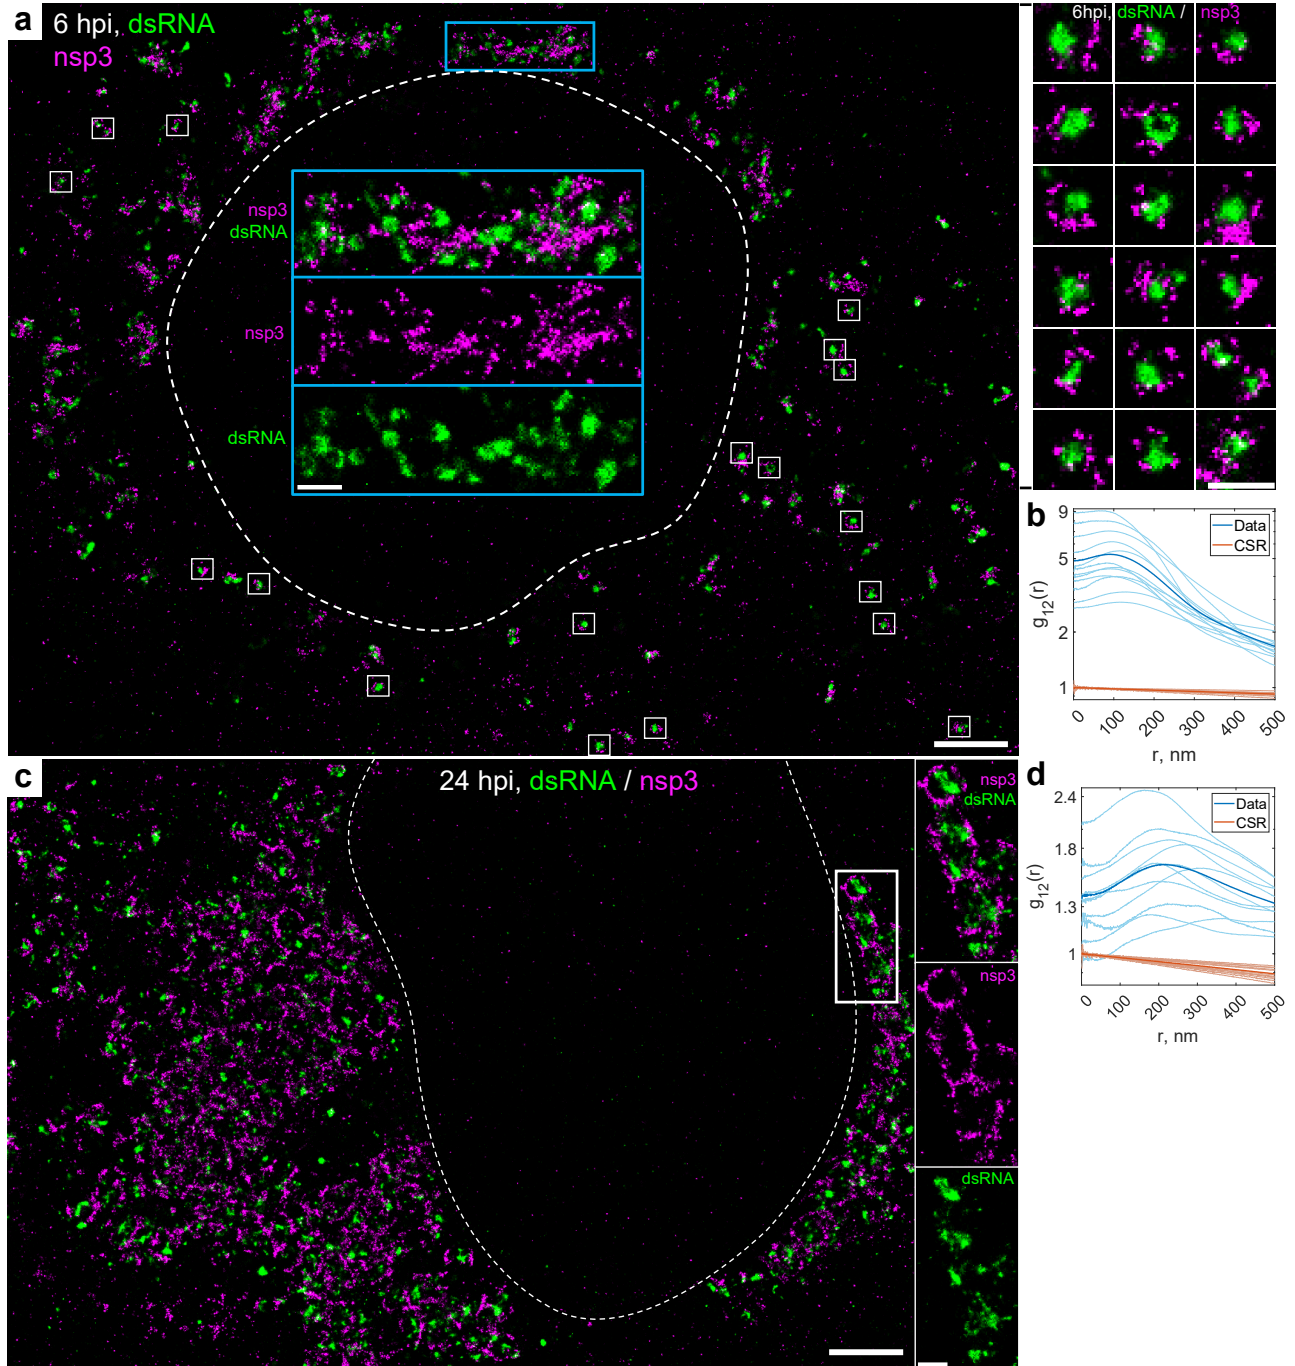 a
6 hpi, dsRNA
nsp3
nsp3
dsRNA
nsp3
dsRNA
6hpi, dsRNA / nsp3
b
9
5
2
1
g12(r)
Data
CSR
0
100
200
300
400
500
r, nm
c
24 hpi, dsRNA / nsp3
nsp3
dsRNA
nsp3
dsRNA
d
2.4
1.8
1.3
1
g12(r)
Data
CSR
0
100
200
300
400
500
r, nm